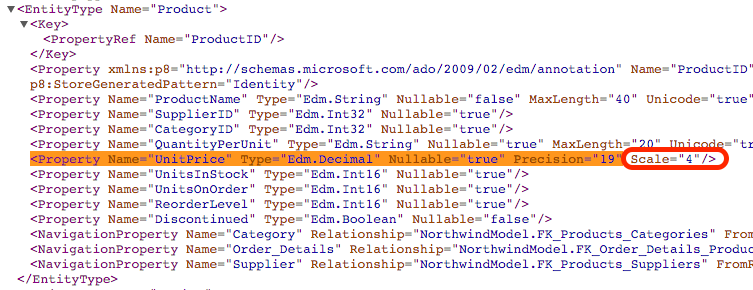 ▼<EntityType Name="Product">
▼<Key>
<PropertyRef Name="ProductID"/>
</Key>
<Property xmlns:p8="http://schemas.microsoft.com/ado/2009/02/edm/annotation" Name="ProductID"
p8:StoreGeneratedPattern="Identity"/>
<Property Name="ProductName" Type="Edm.String" Nullable="false" MaxLength="40" Unicode="true"
<Property Name="SupplierID" Type="Edm.Int32" Nullable="true"/>
<Property Name="CategoryID" Type="Edm.Int32" Nullable="true"/>
<Property Name="QuantityPerUnit" Type="Edm.String" Nullable="true" MaxLength="20" Unicode="tr
<Property Name="UnitPrice" Type="Edm.Decimal" Nullable="true" Precision="19" Scale="4"/>
<Property Name="UnitsInStock" Type="Edm.Int16" Nullable="true"/>
<Property Name="UnitsOnOrder" Type="Edm.Int16" Nullable="true"/>
<Property Name="ReorderLevel" Type="Edm.Int16" Nullable="true"/>
<Property Name="Discontinued" Type="Edm.Boolean" Nullable="false"/>
<NavigationProperty Name="Category" Relationship="NorthwindModel.FK_Products_Categories" From
<NavigationProperty Name="Order_Details" Relationship="NorthwindModel.FK_Order_Details_Produc
<NavigationProperty Name="Supplier" Relationship="NorthwindModel.FK_Products_Suppliers" FromR
</EntityType>